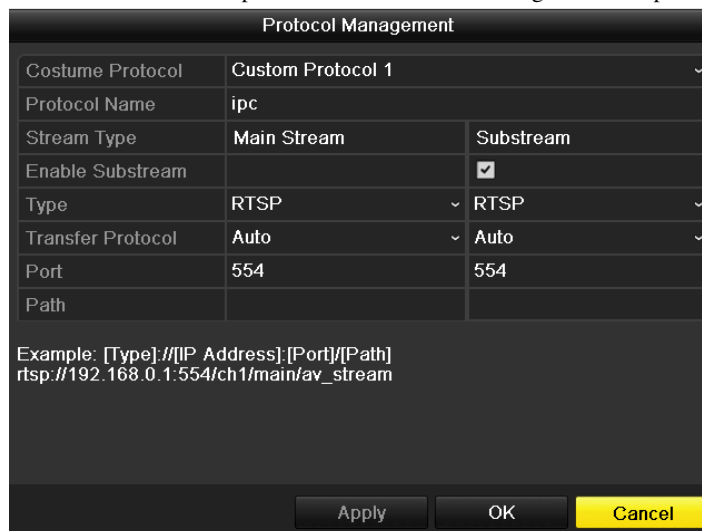 Protocol Management
Costume Protocol Custom Protocol 1
Protocol Name ipc
Stream Type Main Stream Substream
Enable Substream
Type RTSP RTSP
Transfer Protocol Auto Auto
Port 554 554
Path
Example: [Type]://[IP Address]:[Port]/[Path]
rtsp://192.168.0.1:554/ch1/main/av_stream
Apply OK Cancel